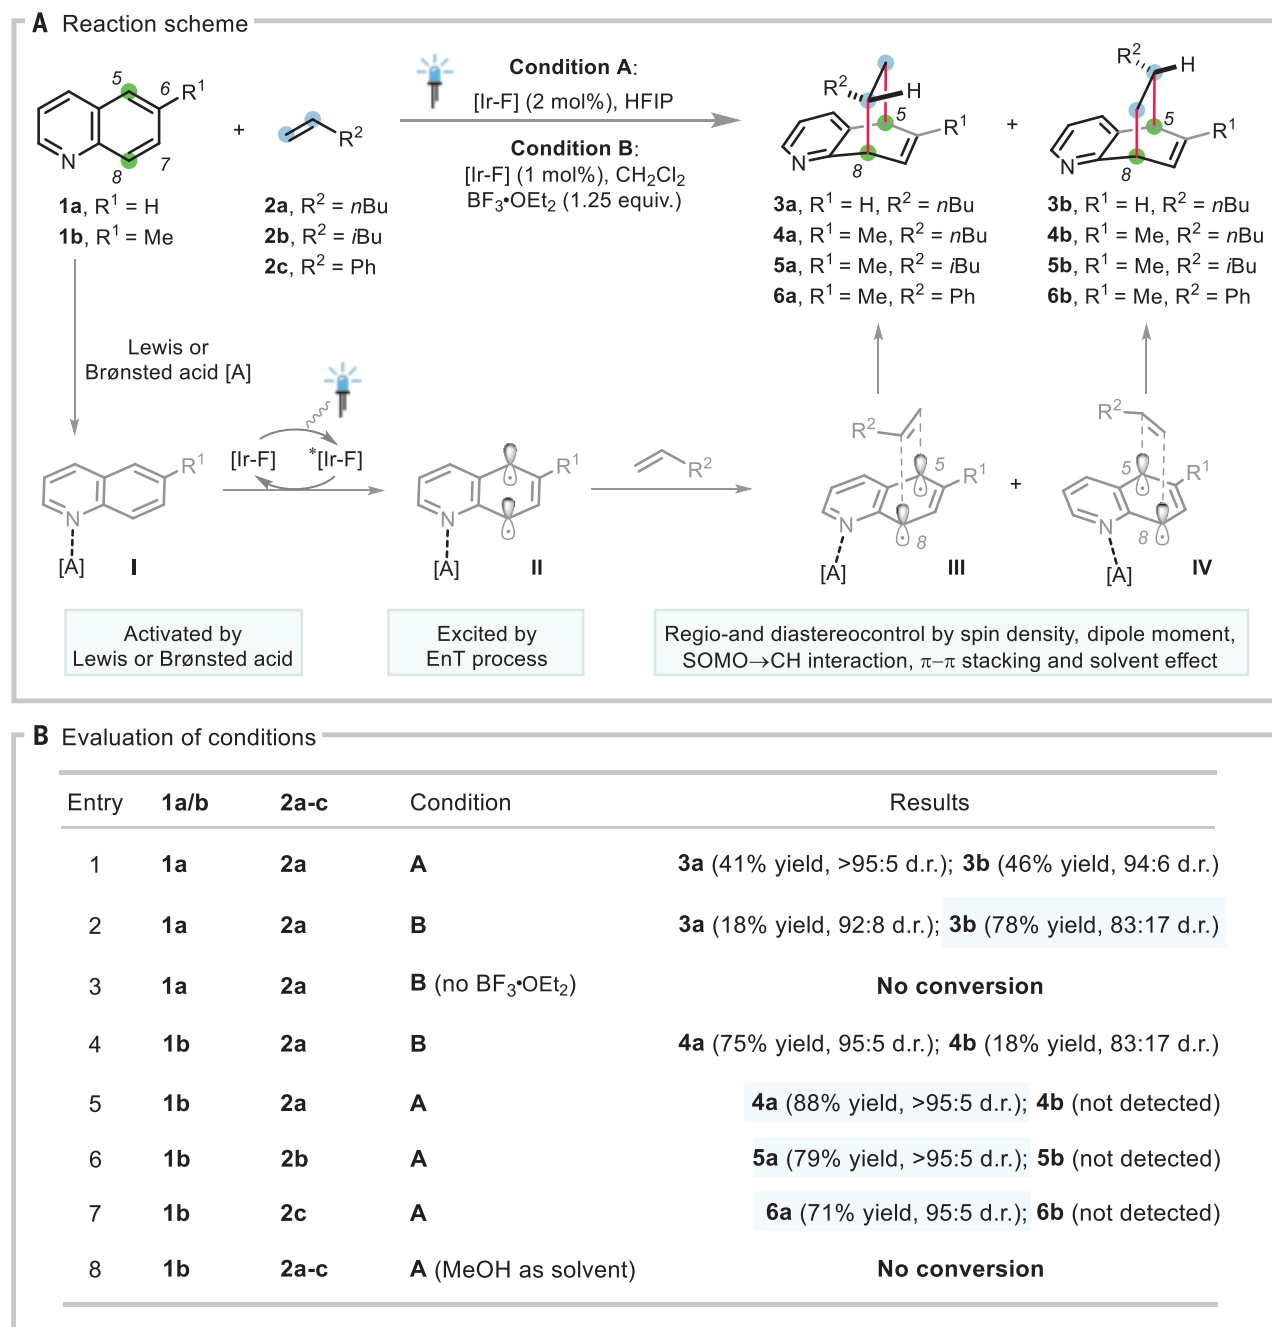 A Reaction scheme
5
6
R¹
N
8
7
+
R²
Condition A:
[Ir-F] (2 mol%), HFIP
Condition B:
[Ir-F] (1 mol%), CH₂Cl₂
BF₃•OEt₂ (1.25 equiv.)
R²
H
5
R¹
N
8
+
R²
H
5
R¹
N
8
1a, R¹ = H
1b, R¹ = Me
2a, R² = nBu
2b, R² = iBu
2c, R² = Ph
3a, R¹ = H, R² = nBu
4a, R¹ = Me, R² = nBu
5a, R¹ = Me, R² = iBu
6a, R¹ = Me, R² = Ph
3b, R¹ = H, R² = nBu
4b, R¹ = Me, R² = nBu
5b, R¹ = Me, R² = iBu
6b, R¹ = Me, R² = Ph
Lewis or
Brønsted acid [A]
R¹
N
[A]
I
[Ir-F]
*[Ir-F]
R¹
N
[A]
II
R²
R²
5
R¹
N
8
[A]
III
+
R²
5
R¹
N
8
[A]
IV
Activated by
Lewis or Brønsted acid
Excited by
EnT process
Regio-and diastereocontrol by spin density, dipole moment,
SOMO→CH interaction, π–π stacking and solvent effect
B Evaluation of conditions
Entry 1a/b 2a-c Condition Results
1 1a 2a A 3a (41% yield, >95:5 d.r.); 3b (46% yield, 94:6 d.r.)
2 1a 2a B 3a (18% yield, 92:8 d.r.); 3b (78% yield, 83:17 d.r.)
3 1a 2a B (no BF₃•OEt₂) No conversion
4 1b 2a B 4a (75% yield, 95:5 d.r.); 4b (18% yield, 83:17 d.r.)
5 1b 2a A 4a (88% yield, >95:5 d.r.); 4b (not detected)
6 1b 2b A 5a (79% yield, >95:5 d.r.); 5b (not detected)
7 1b 2c A 6a (71% yield, 95:5 d.r.); 6b (not detected)
8 1b 2a-c A (MeOH as solvent) No conversion